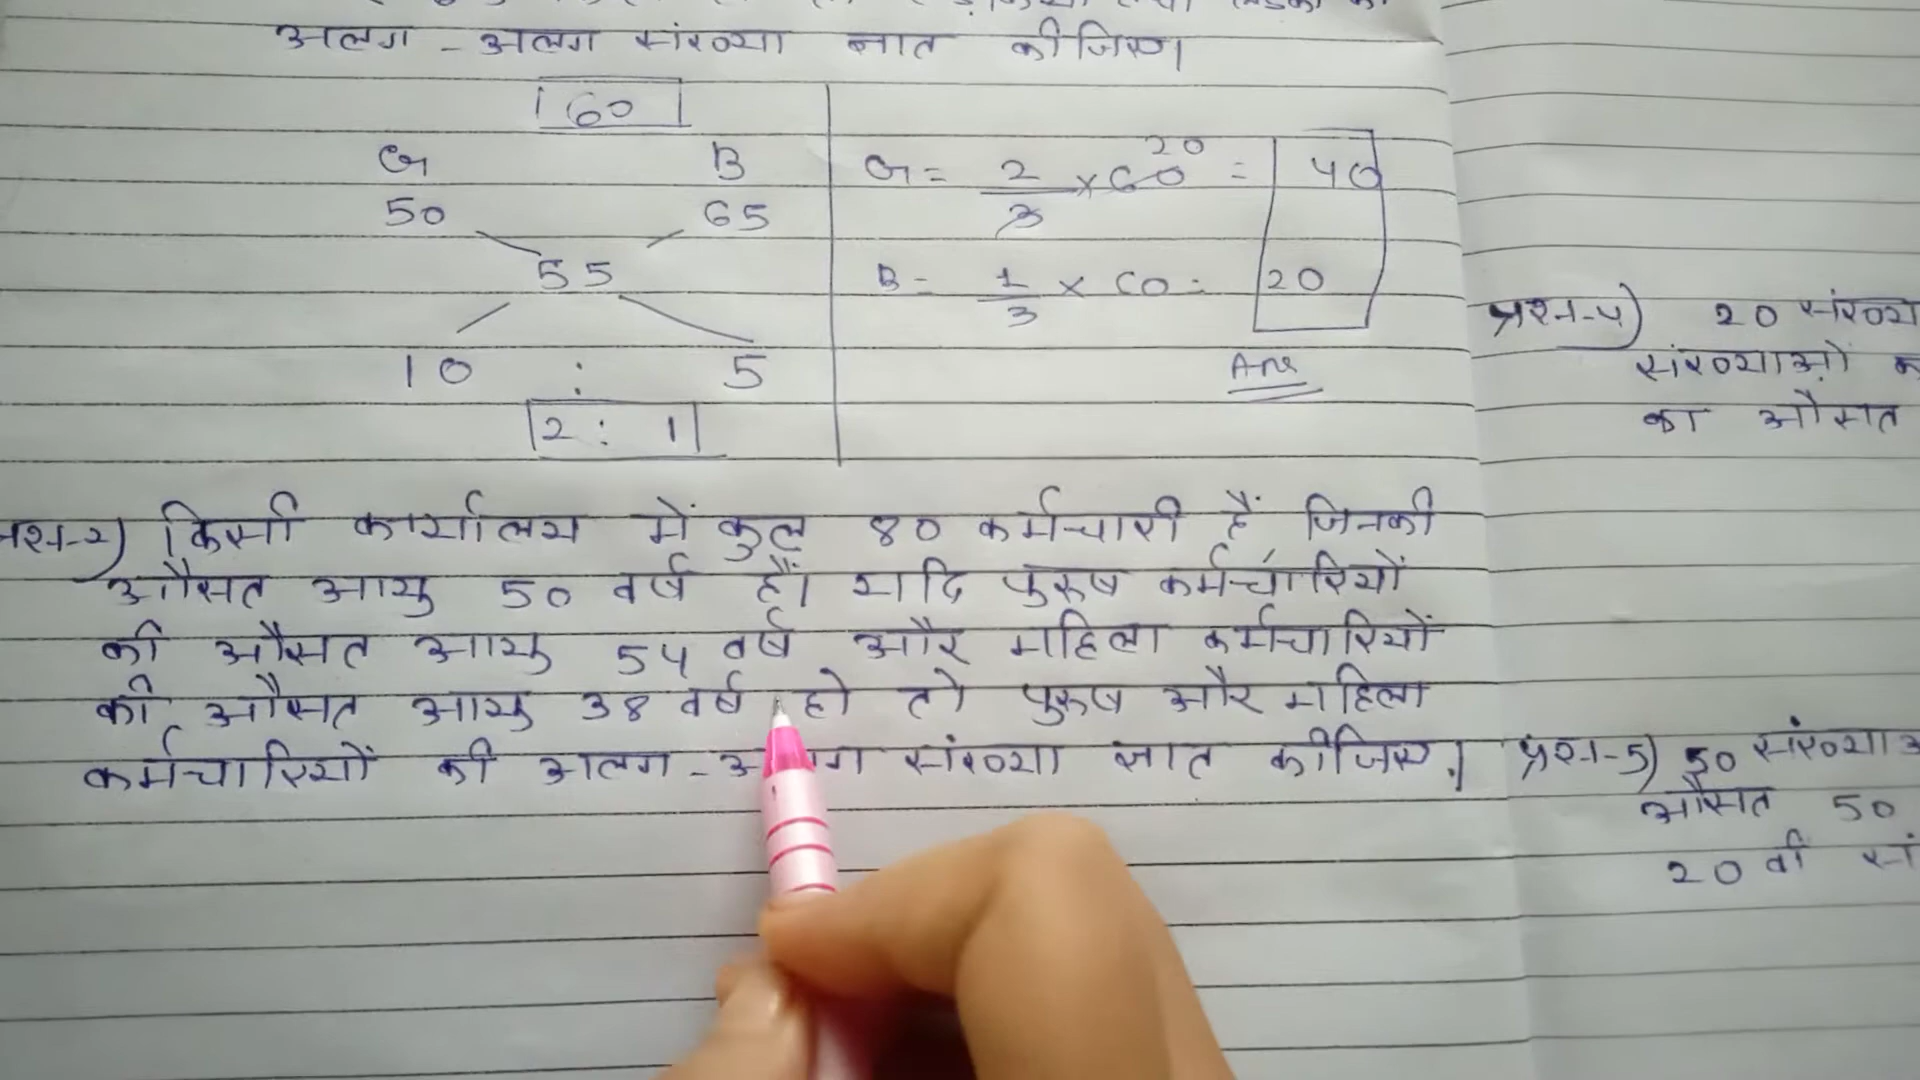 अलग - अलग संख्या ज्ञात कीजिए।
60
G B
50 65
55
10 : 5
2 : 1
G = 2/3 × 60 20 = 40
B = 1/3 × 60 = 20
Ans
प्रश्न-2) किसी कार्यालय में कुल 80 कर्मचारी हैं जिनकी
औसत आयु 50 वर्ष हैं। यदि पुरुष कर्मचारियों
की औसत आयु 54 वर्ष और महिला कर्मचारियों
की औसत आयु 38 वर्ष हो तो पुरुष और महिला
कर्मचारियों की अलग - अलग संख्या ज्ञात कीजिए।
प्रश्न-4) 20 संख्य
संख्याओं
का औसत
प्रश्न-5) 50 संख्या
औसत 50
20 वीं सं